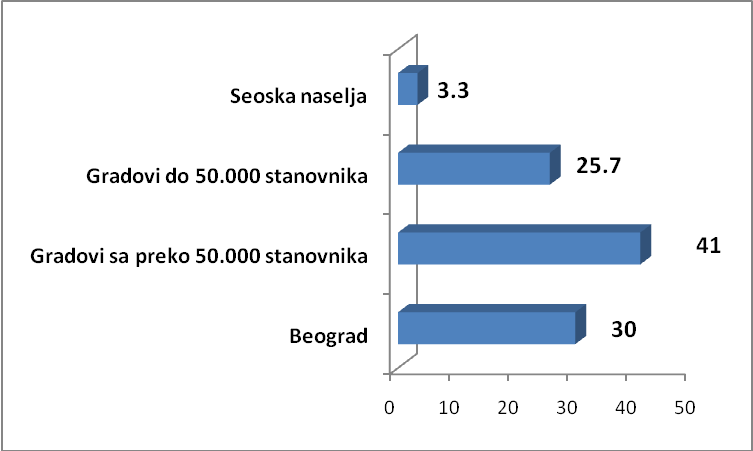 Seoska naselja 3.3
Gradovi do 50.000 stanovnika 25.7
Gradovi sa preko 50.000 stanovnika 41
Beograd 30
0 10 20 30 40 50